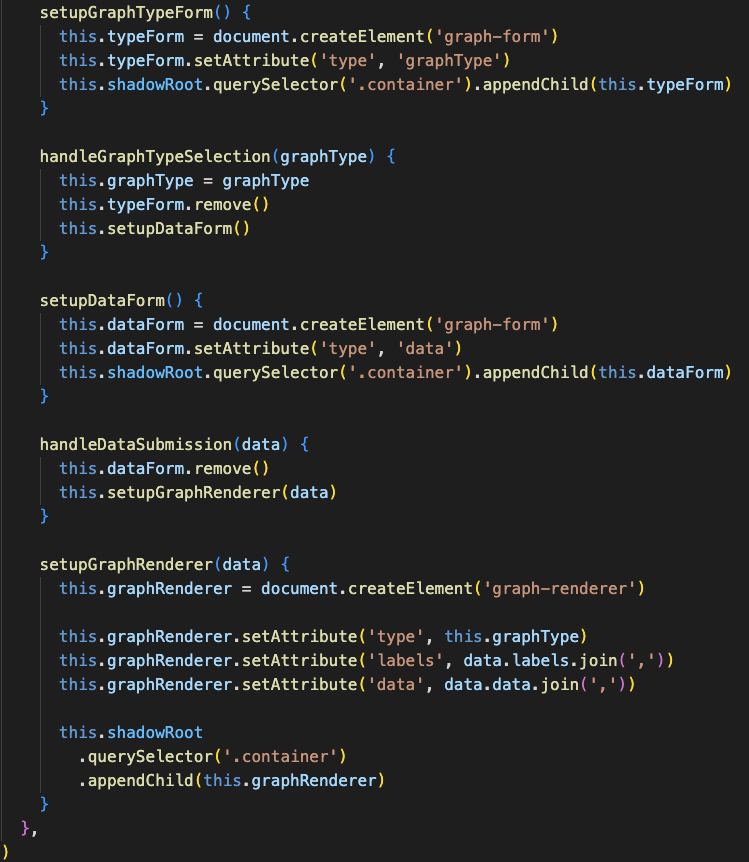 setupGraphTypeForm() {
this.typeForm = document.createElement('graph-form')
this.typeForm.setAttribute('type', 'graphType')
this.shadowRoot.querySelector('.container').appendChild(this.typeForm)
}
handleGraphTypeSelection(graphType) {
this.graphType = graphType
this.typeForm.remove()
this.setupDataForm()
}
setupDataForm() {
this.dataForm = document.createElement('graph-form')
this.dataForm.setAttribute('type', 'data')
this.shadowRoot.querySelector('.container').appendChild(this.dataForm)
}
handleDataSubmission(data) {
this.dataForm.remove()
this.setupGraphRenderer(data)
}
setupGraphRenderer(data) {
this.graphRenderer = document.createElement('graph-renderer')
this.graphRenderer.setAttribute('type', this.graphType)
this.graphRenderer.setAttribute('labels', data.labels.join(','))
this.graphRenderer.setAttribute('data', data.data.join(','))
this.shadowRoot
.querySelector('.container')
.appendChild(this.graphRenderer)
}
},
)